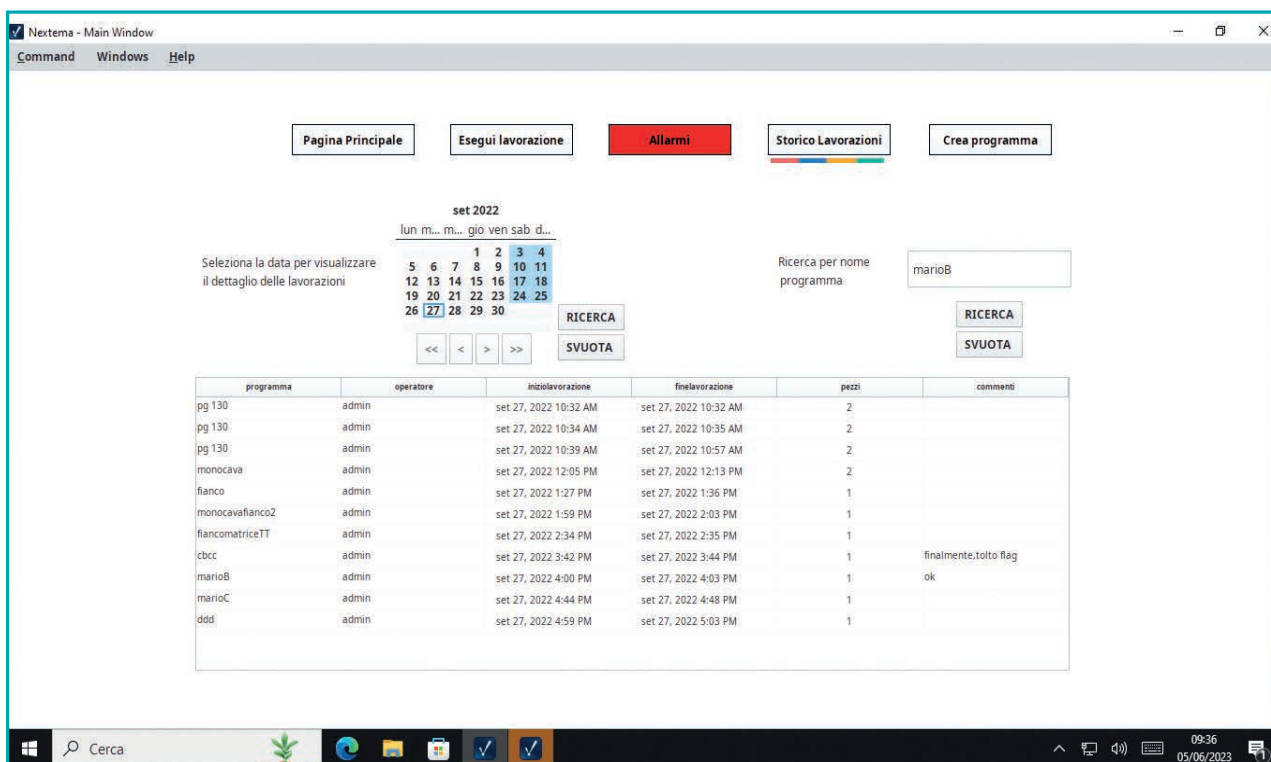 Nextema - Main Window
Command Windows Help
Pagina Principale Esegui lavorazione Allarmi Storico Lavorazioni Crea programma
set 2022
lun m... m... gio ven sab d...
1 2 3 4
5 6 7 8 9 10 11
12 13 14 15 16 17 18
19 20 21 22 23 24 25
26 27 28 29 30
Seleziona la data per visualizzare
il dettaglio delle lavorazioni
RICERCA
<< < > >> SVUOTA
Ricerca per nome
programma
marioB
RICERCA
SVUOTA
programma operatore iniziolavorazione finelavorazione pezzi commenti
pg 130 admin set 27, 2022 10:32 AM set 27, 2022 10:32 AM 2
pg 130 admin set 27, 2022 10:34 AM set 27, 2022 10:35 AM 2
pg 130 admin set 27, 2022 10:39 AM set 27, 2022 10:57 AM 2
monocava admin set 27, 2022 12:05 PM set 27, 2022 12:13 PM 2
fianco admin set 27, 2022 1:27 PM set 27, 2022 1:36 PM 1
monocavafianco2 admin set 27, 2022 1:59 PM set 27, 2022 2:03 PM 1
fiancomatriceTT admin set 27, 2022 2:34 PM set 27, 2022 2:35 PM 1
cbcc admin set 27, 2022 3:42 PM set 27, 2022 3:44 PM 1 finalmente,tolto flag
marioB admin set 27, 2022 4:00 PM set 27, 2022 4:03 PM 1 ok
marioC admin set 27, 2022 4:44 PM set 27, 2022 4:48 PM 1
ddd admin set 27, 2022 4:59 PM set 27, 2022 5:03 PM 1
Cerca
09:36
05/06/2023
1